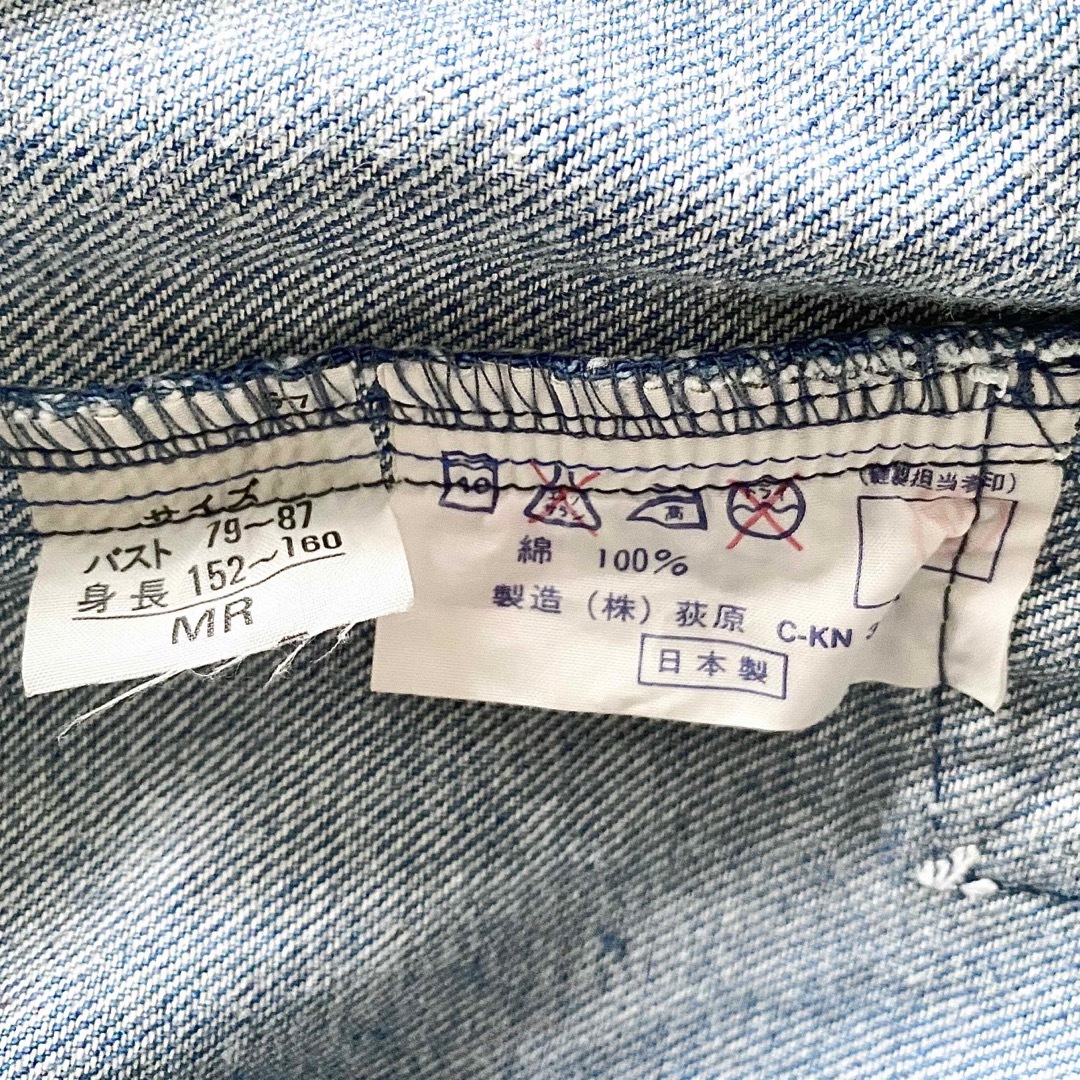 サイズ
バスト 79〜87
身長 152〜160
MR
40
高
(縫製担当者印)
綿 100%
製造 (株) 荻原 C-KN
日本製